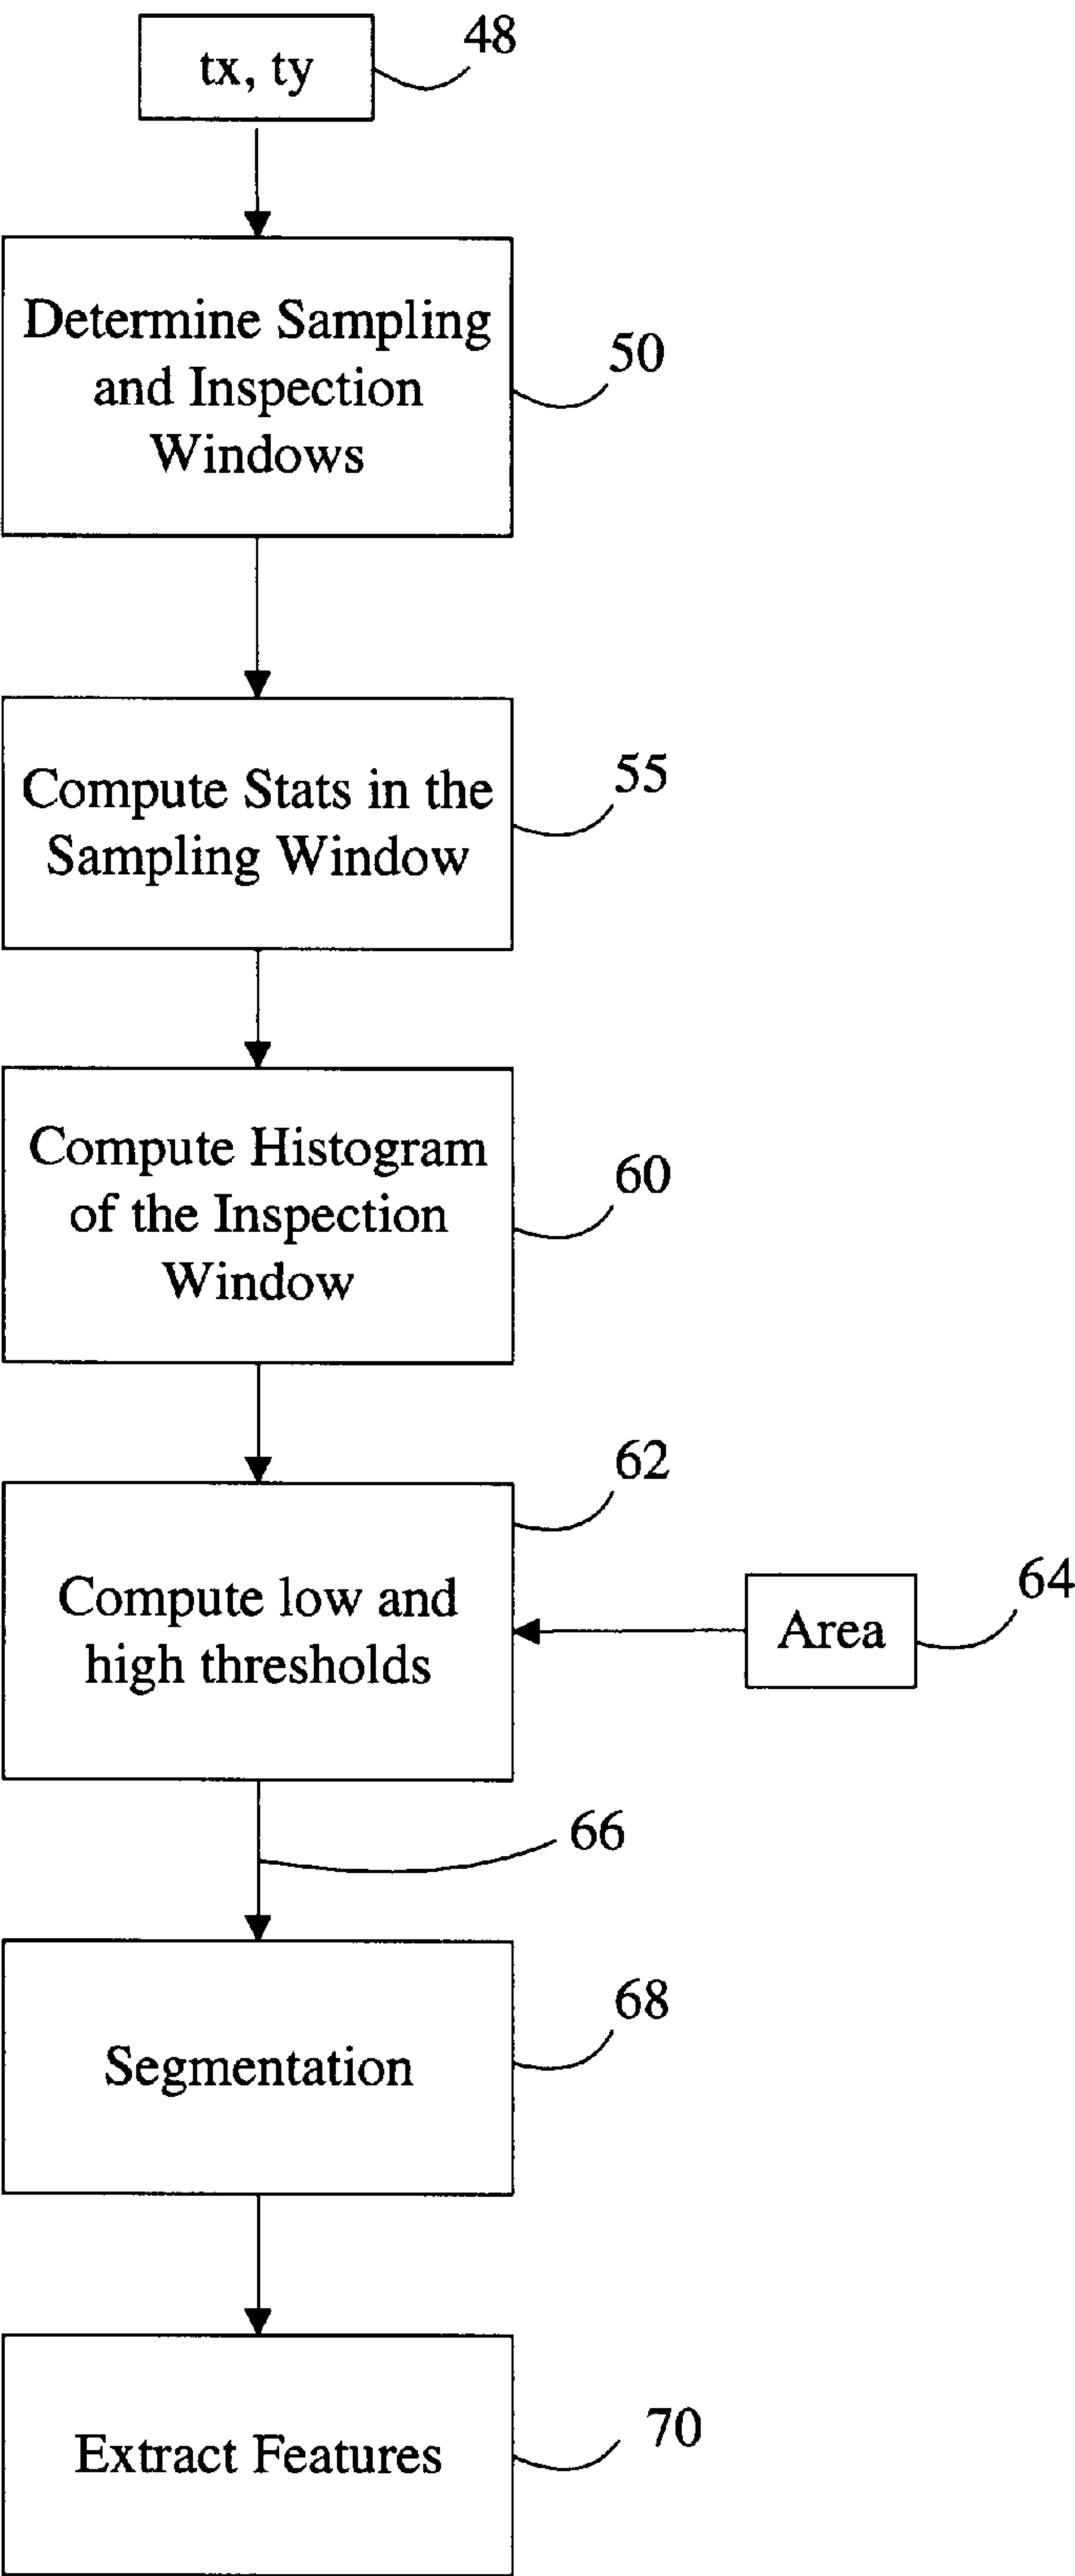 tx, ty
48
Determine Sampling
and Inspection
Windows
50
Compute Stats in the
Sampling Window
55
Compute Histogram
of the Inspection
Window
60
62
Compute low and
high thresholds
Area
64
66
Segmentation
68
Extract Features
70